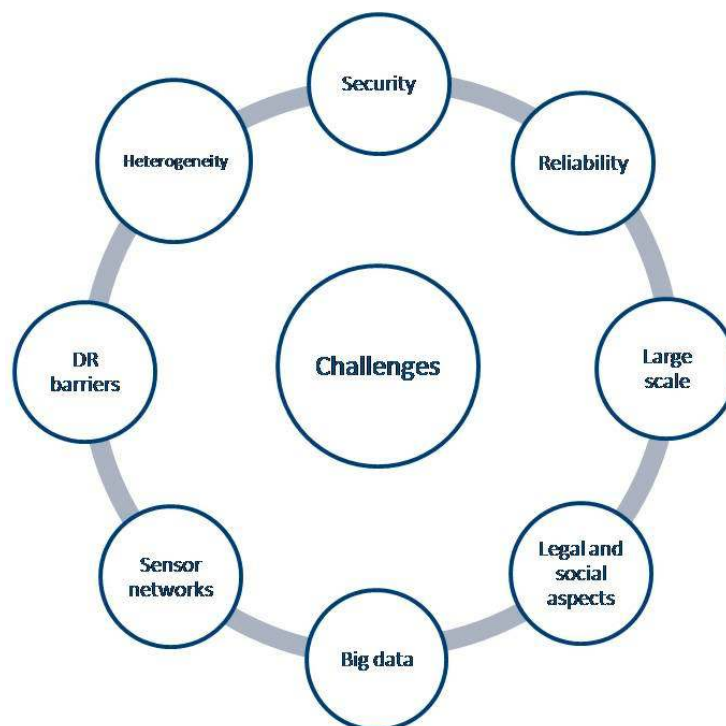 Security
Reliability
Large
scale
Legal and
social
aspects
Big data
Sensor
networks
DR
barriers
Heterogeneity
Challenges